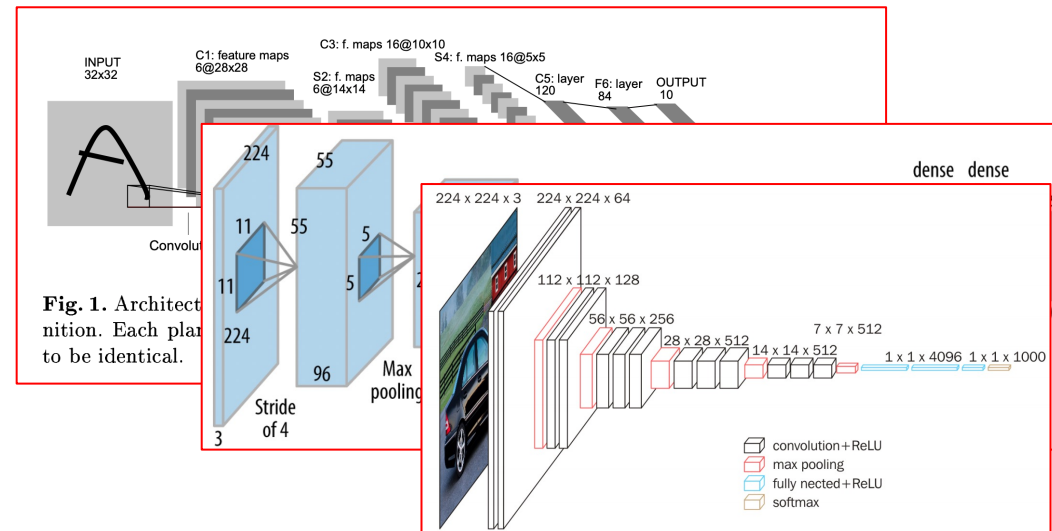 INPUT
32x32
C1: feature maps
6@28x28
S2: f. maps
6@14x14
C3: f. maps 16@10x10
S4: f. maps 16@5x5
C5: layer
120
F6: layer
84
OUTPUT
10
Convolut
Fig. 1. Architect
nition. Each plan
to be identical.
224
11
11
224
3
Stride
of 4
55
55
5
5
96
Max
pooling
dense
dense
224 x 224 x 3
224 x 224 x 64
112 x 112 x 128
56 x 56 x 256
28 x 28 x 512
14 x 14 x 512
7 x 7 x 512
1 x 1 x 4096
1 x 1 x 1000
convolution+ReLU
max pooling
fully nected+ReLU
softmax